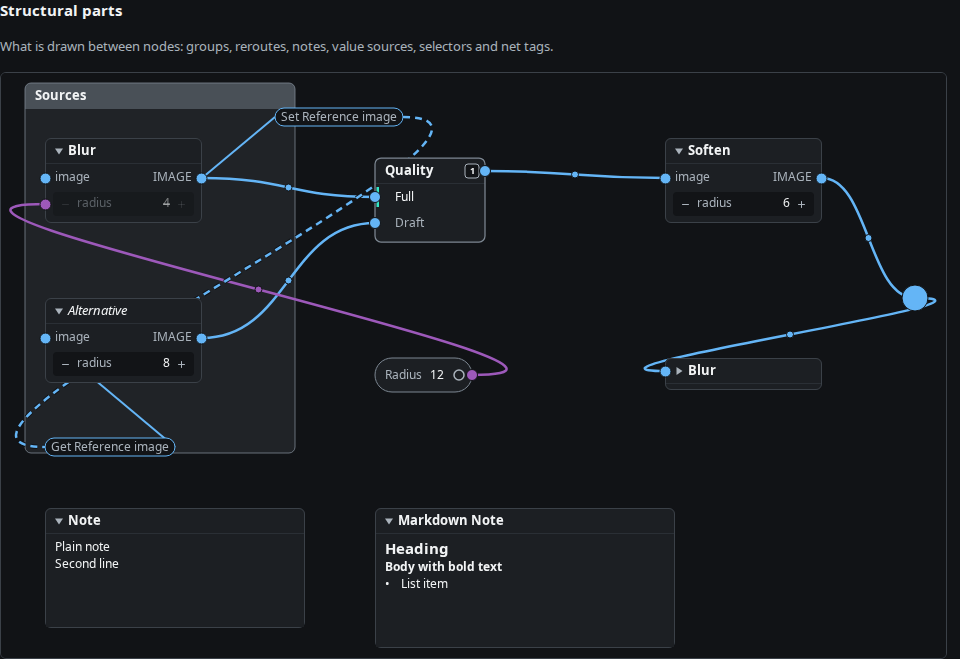 Structural parts
What is drawn between nodes: groups, reroutes, notes, value sources, selectors and net tags.
Sources
Set Reference image
Blur
image IMAGE
− radius 4 +
Quality 1
Full
Draft
Soften
image IMAGE
− radius 6 +
Alternative
image IMAGE
− radius 8 +
Radius 12
Blur
Get Reference image
Note
Plain note
Second line
Markdown Note
Heading
Body with bold text
• List item